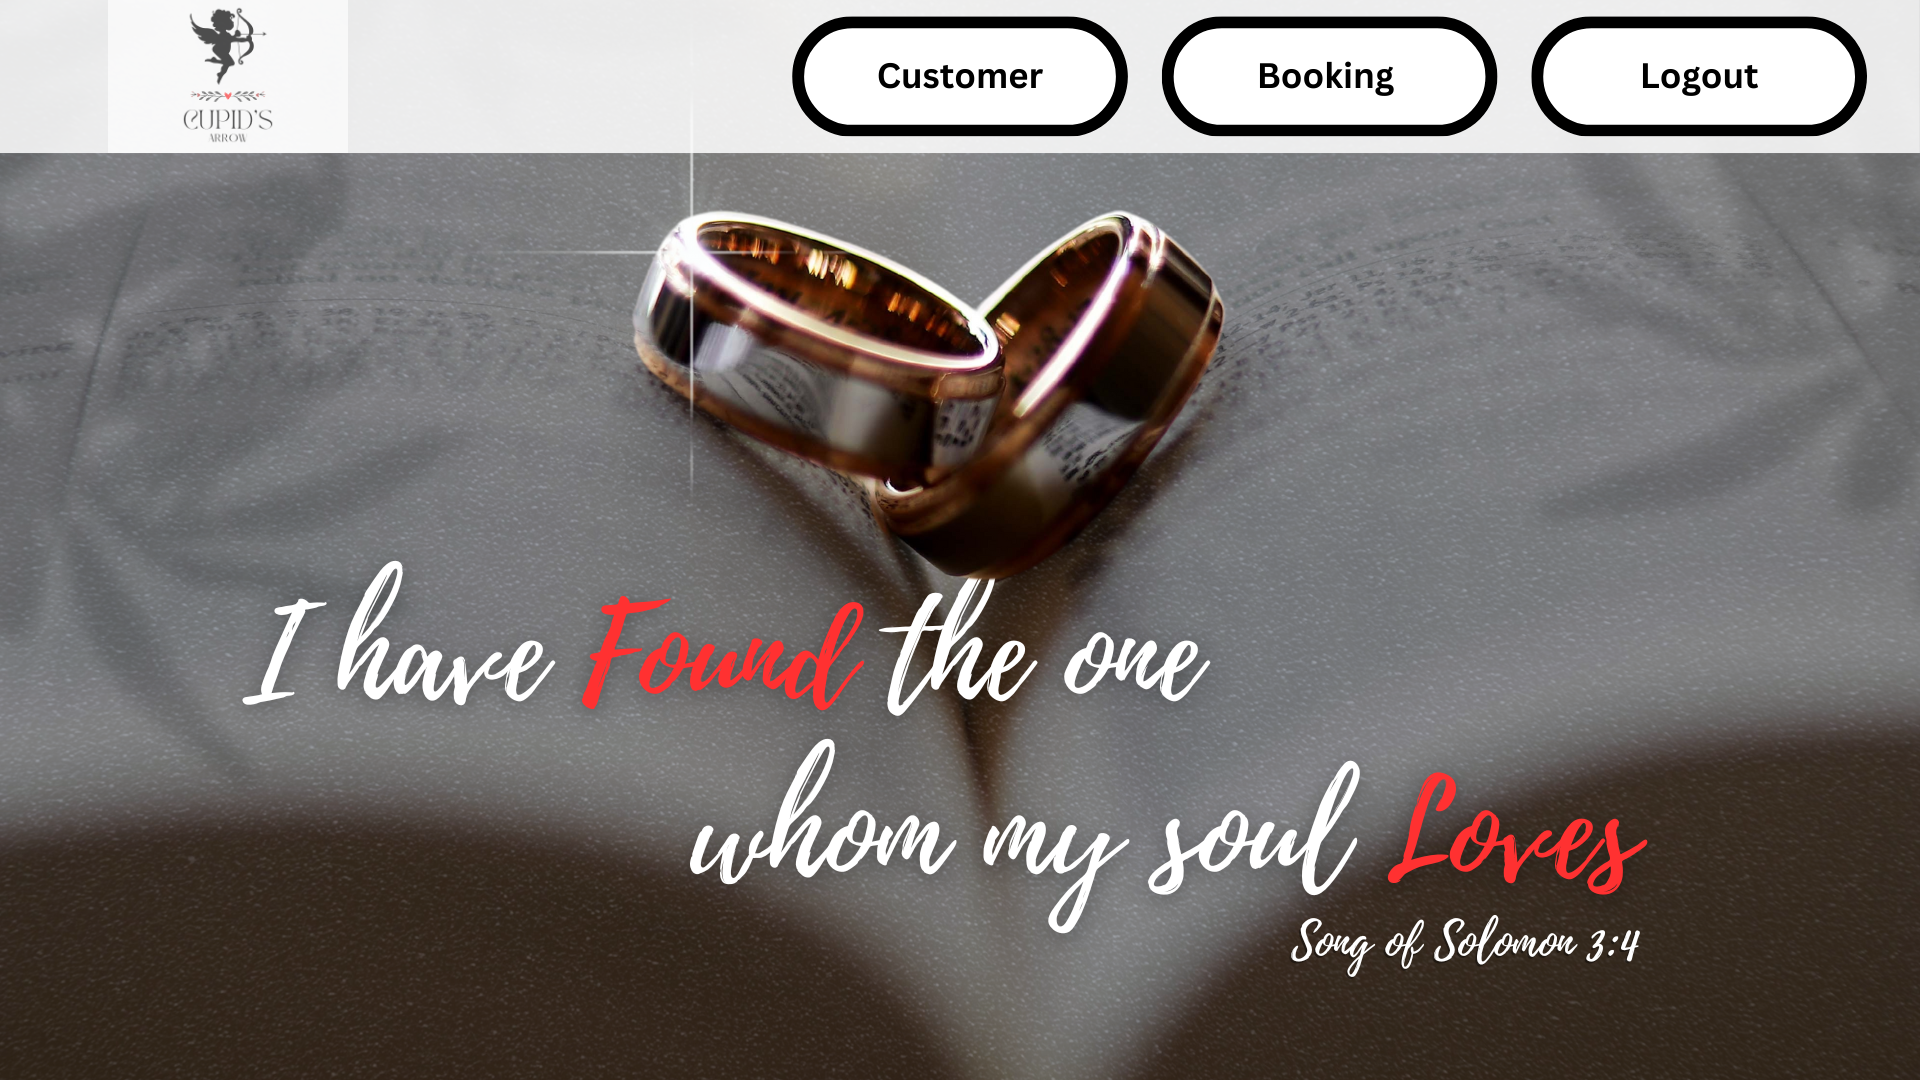 CUPID'S
ARROW
Customer
Booking
Logout
I have Found the one
whom my soul Loves
Song of Solomon 3:4